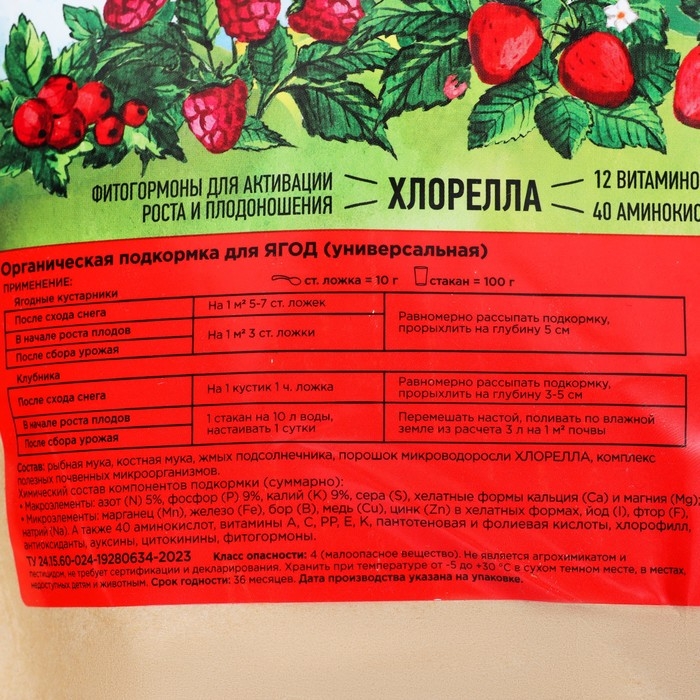 ФИТОГОРМОНЫ ДЛЯ АКТИВАЦИИ
РОСТА И ПЛОДОНОШЕНИЯ
ХЛОРЕЛЛА
12 ВИТАМИНО
40 АМИНОКИС
Органическая подкормка для ЯГОД (универсальная)
ПРИМЕНЕНИЕ:
ст. ложка = 10 г
стакан = 100 г
Ягодные кустарники
После схода снега
На 1 м² 5-7 ст. ложек
В начале роста плодов
На 1 м² 3 ст. ложки
После сбора урожая
Равномерно рассыпать подкормку,
прорыхлить на глубину 5 см
Клубника
После схода снега
На 1 кустик 1 ч. ложка
Равномерно рассыпать подкормку,
прорыхлить на глубину 3-5 см
В начале роста плодов
После сбора урожая
1 стакан на 10 л воды,
настаивать 1 сутки
Перемешать настой, поливать по влажной
земле из расчета 3 л на 1 м² почвы
Состав: рыбная мука, костная мука, жмых подсолнечника, порошок микроводоросли ХЛОРЕЛЛА, комплекс
полезных почвенных микроорганизмов.
Химический состав компонентов подкормки (суммарно):
• Макроэлементы: азот (N) 5%, фосфор (P) 9%, калий (K) 9%, сера (S), хелатные формы кальция (Ca) и магния (Mg);
• Микроэлементы: марганец (Mn), железо (Fe), бор (B), медь (Cu), цинк (Zn) в хелатных формах, йод (I), фтор (F),
натрий (Na). А также 40 аминокислот, витамины A, C, PP, E, K, пантотеновая и фолиевая кислоты, хлорофилл,
антиоксиданты, ауксины, цитокинины, фитогормоны.
ТУ 24.15.60-024-19280634-2023 Класс опасности: 4 (малоопасное вещество). Не является агрохимикатом и
пестицидом, не требует сертификации и декларирования. Хранить при температуре от -5 до +30 °С в сухом темном месте, в местах,
недоступных детям и животным. Срок годности: 36 месяцев. Дата производства указана на упаковке.